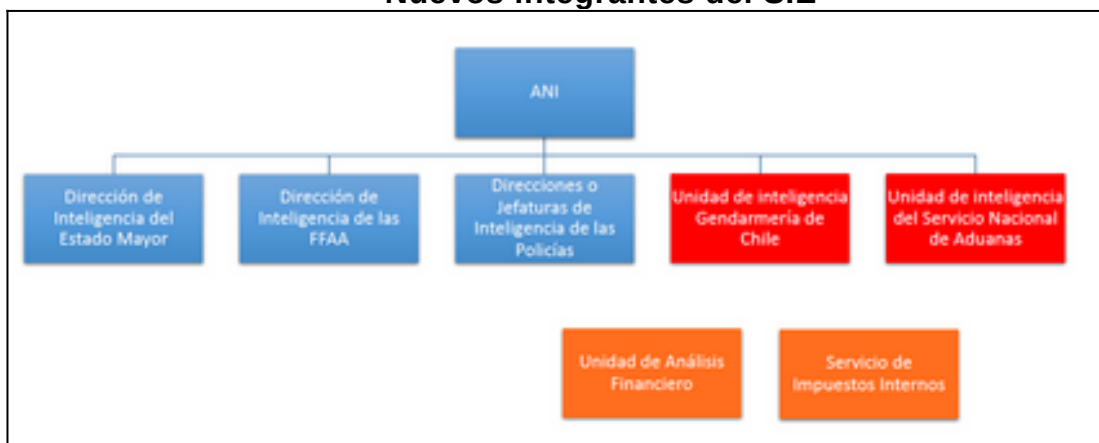 Nuevos Integrantes del SIE
ANI
Dirección de
Inteligencia del
Estado Mayor
Dirección de
Inteligencia de las
FFAA
Direcciones o
Jefaturas de
Inteligencia de las
Policías
Unidad de inteligencia
Gendarmería de
Chile
Unidad de inteligencia
del Servicio Nacional
de Aduanas
Unidad de Análisis
Financiero
Servicio de
Impuestos Internos